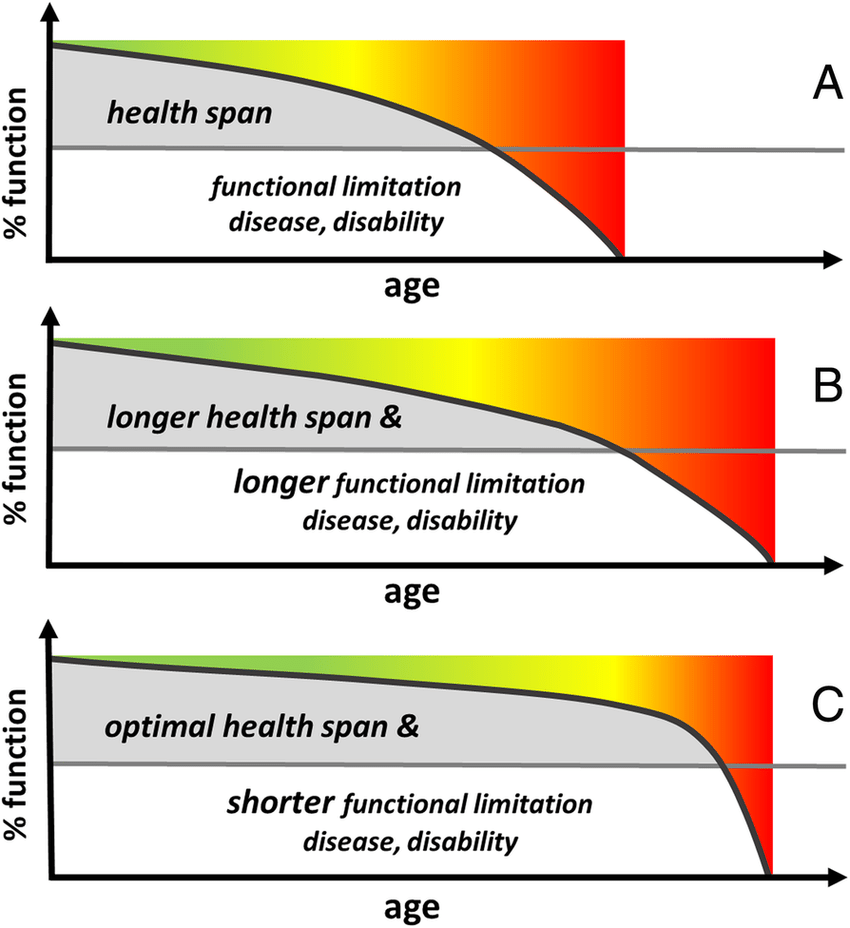 A
% function
health span
functional limitation
disease, disability
age
B
% function
longer health span &
longer functional limitation
disease, disability
age
C
% function
optimal health span &
shorter functional limitation
disease, disability
age